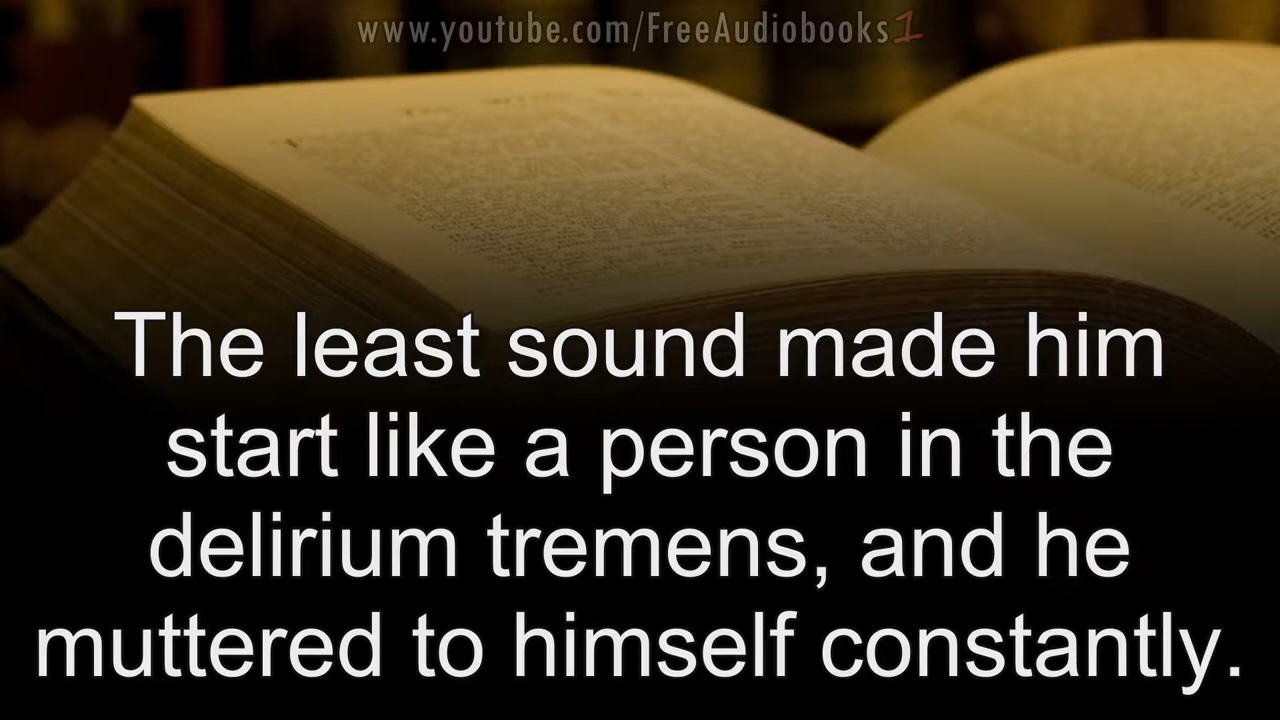 www.youtube.com/FreeAudiobooks1
The least sound made him
start like a person in the
delirium tremens, and he
muttered to himself constantly.